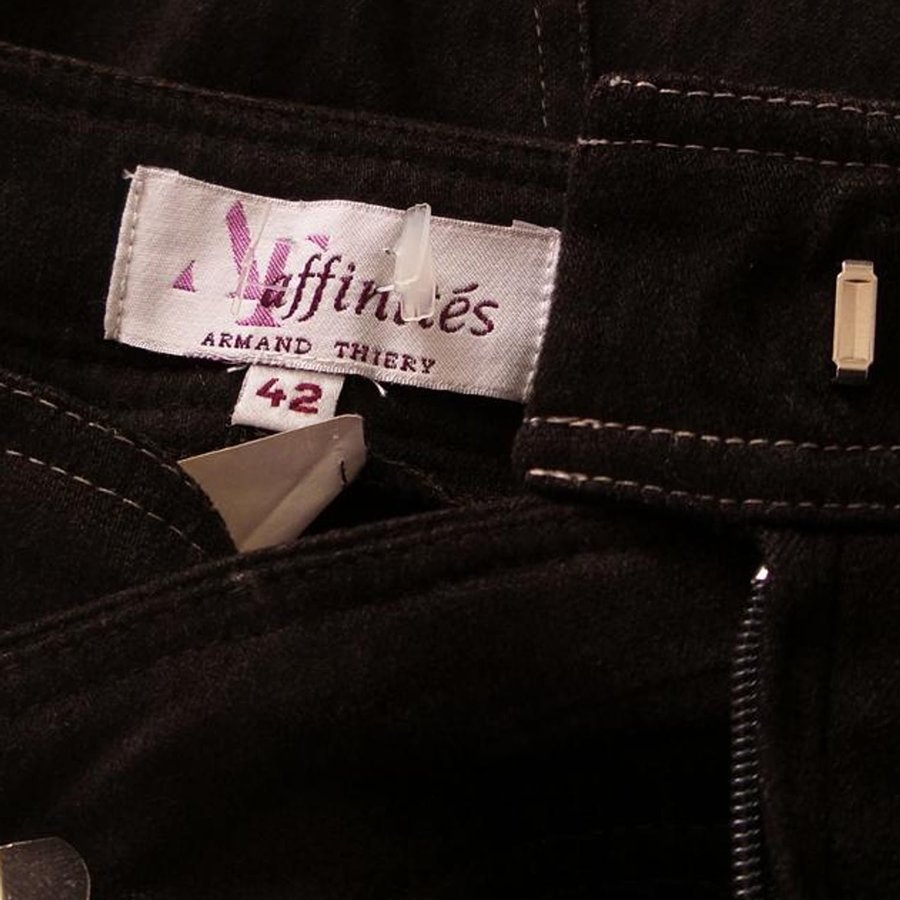 affinités
ARMAND THIERY
42